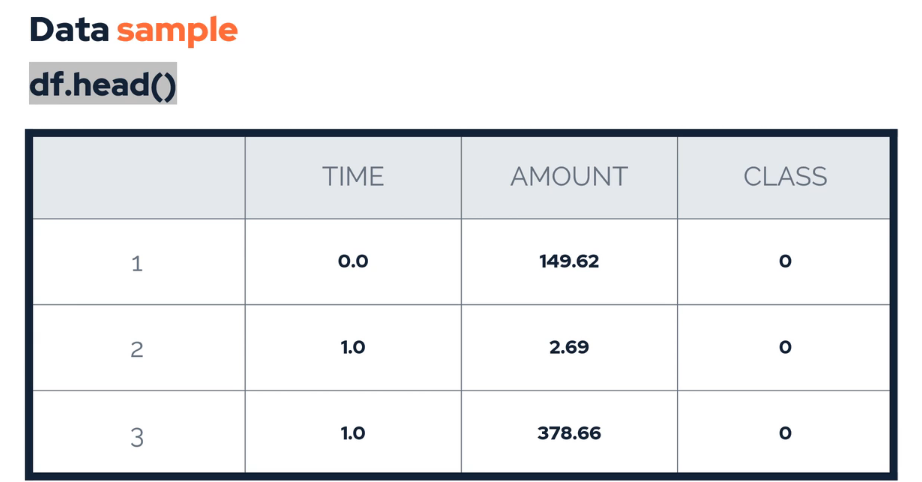 Data sample
df.head()
TIME AMOUNT CLASS
1 0.0 149.62 0
2 1.0 2.69 0
3 1.0 378.66 0